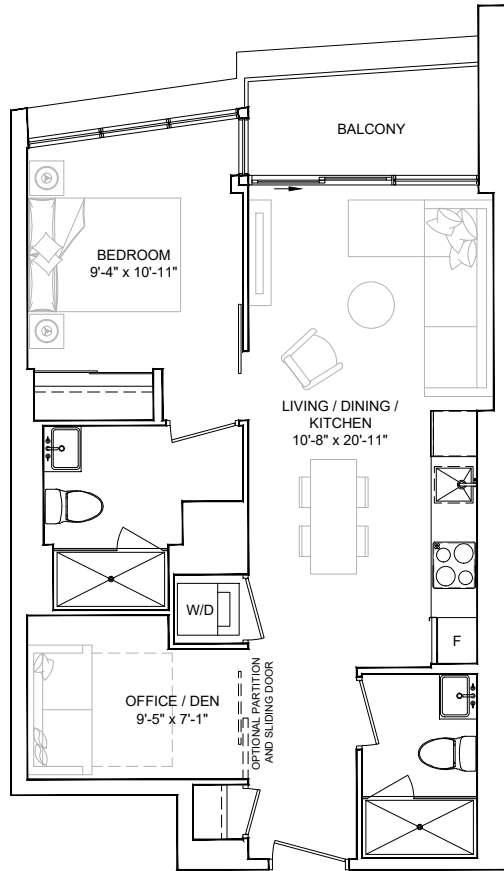 BALCONY
BEDROOM
9'-4" x 10'-11"
LIVING / DINING /
KITCHEN
10'-8" x 20'-11"
W/D
F
OFFICE / DEN
9'-5" x 7'-1"
OPTIONAL PARTITION
AND SLIDING DOOR